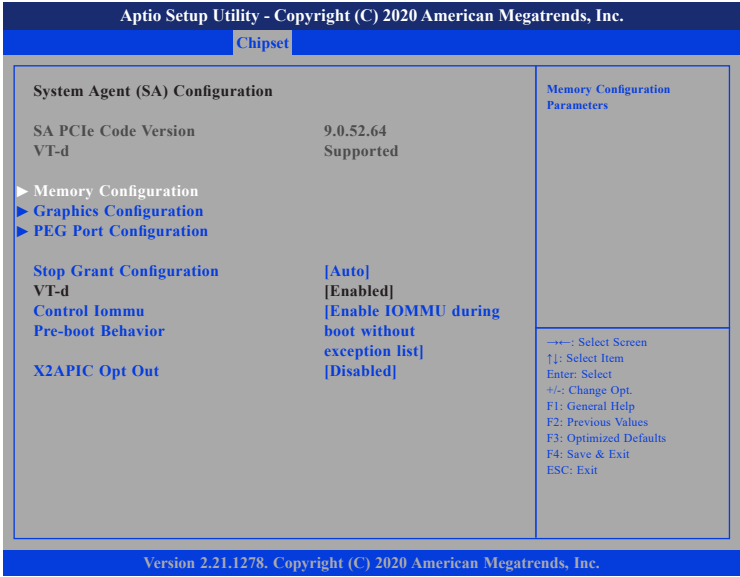 Aptio Setup Utility - Copyright (C) 2020 American Megatrends, Inc.
Chipset
System Agent (SA) Configuration
SA PCIe Code Version 9.0.52.64
VT-d Supported
▶ Memory Configuration
▶ Graphics Configuration
▶ PEG Port Configuration
Stop Grant Configuration [Auto]
VT-d [Enabled]
Control Iommu [Enable IOMMU during
Pre-boot Behavior boot without
exception list]
X2APIC Opt Out [Disabled]
Memory Configuration
Parameters
→←: Select Screen
↑↓: Select Item
Enter: Select
+/-: Change Opt.
F1: General Help
F2: Previous Values
F3: Optimized Defaults
F4: Save & Exit
ESC: Exit
Version 2.21.1278. Copyright (C) 2020 American Megatrends, Inc.